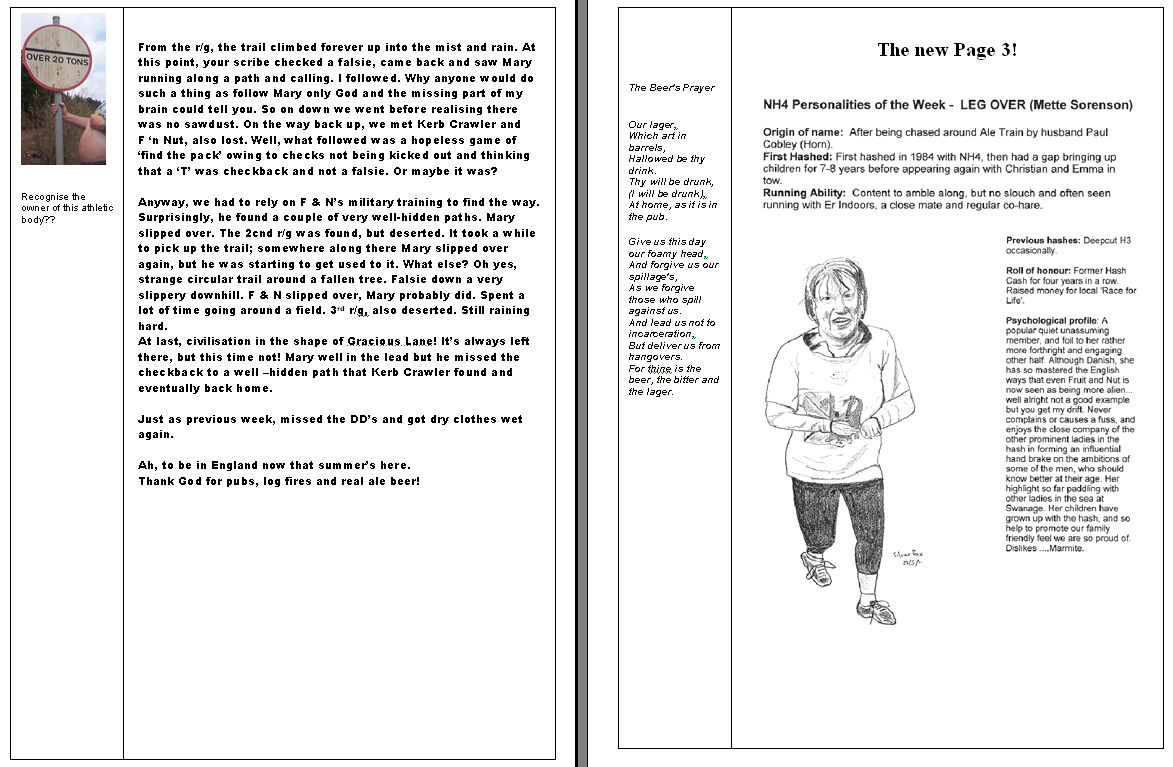 OVER 20 TONS
Recognise the
owner of this athletic
body??
From the r/g, the trail climbed forever up into the mist and rain. At
this point, your scribe checked a falsie, came back and saw Mary
running along a path and calling. I followed. Why anyone would do
such a thing as follow Mary only God and the missing part of my
brain could tell you. So on down we went before realising there
was no sawdust. On the way back up, we met Kerb Crawler and
F ‘n Nut, also lost. Well, what followed was a hopeless game of
‘find the pack’ owing to checks not being kicked out and thinking
that a ‘T’ was checkback and not a falsie. Or maybe it was?
Anyway, we had to rely on F & N’s military training to find the way.
Surprisingly, he found a couple of very well-hidden paths. Mary
slipped over. The 2cnd r/g was found, but deserted. It took a while
to pick up the trail; somewhere along there Mary slipped over
again, but he was starting to get used to it. What else? Oh yes,
strange circular trail around a fallen tree. Falsie down a very
slippery downhill. F & N slipped over, Mary probably did. Spent a
lot of time going around a field. 3rd r/g, also deserted. Still raining
hard.
At last, civilisation in the shape of Gracious Lane! It’s always left
there, but this time not! Mary well in the lead but he missed the
checkback to a well –hidden path that Kerb Crawler found and
eventually back home.
Just as previous week, missed the DD’s and got dry clothes wet
again.
Ah, to be in England now that summer’s here.
Thank God for pubs, log fires and real ale beer!
The Beer's Prayer
Our lager,
Which art in
barrels,
Hallowed be thy
drink.
Thy will be drunk,
(I will be drunk),
At home, as it is in
the pub.
Give us this day
our foamy head,
And forgive us our
spillage's,
As we forgive
those who spill
against us.
And lead us not to
incarceration,
But deliver us from
hangovers.
For thine is the
beer, the bitter and
the lager.
The new Page 3!
NH4 Personalities of the Week - LEG OVER (Mette Sorenson)
Origin of name: After being chased around Ale Train by husband Paul
Cobley (Horn).
First Hashed: First hashed in 1984 with NH4, then had a gap bringing up
children for 7-8 years before appearing again with Christian and Emma in
tow.
Running Ability: Content to amble along, but no slouch and often seen
running with Er Indoors, a close mate and regular co-hare.
Previous hashes: Deepcut H3
occasionally.
Roll of honour: Former Hash
Cash for four years in a row.
Raised money for local 'Race for
Life'.
Psychological profile: A
popular quiet unassuming
member, and foil to her rather
more forthright and engaging
other half. Although Danish, she
has so mastered the English
ways that even Fruit and Nut is
now seen as being more alien...
well alright not a good example
but you get my drift. Never
complains or causes a fuss, and
enjoys the close company of the
other prominent ladies in the
hash in forming an influential
hand brake on the ambitions of
some of the men, who should
know better at their age. Her
highlight so far paddling with
other ladies in the sea at
Swanage. Her children have
grown up with the hash, and so
help to promote our family
friendly feel we are so proud of.
Dislikes ....Marmite.